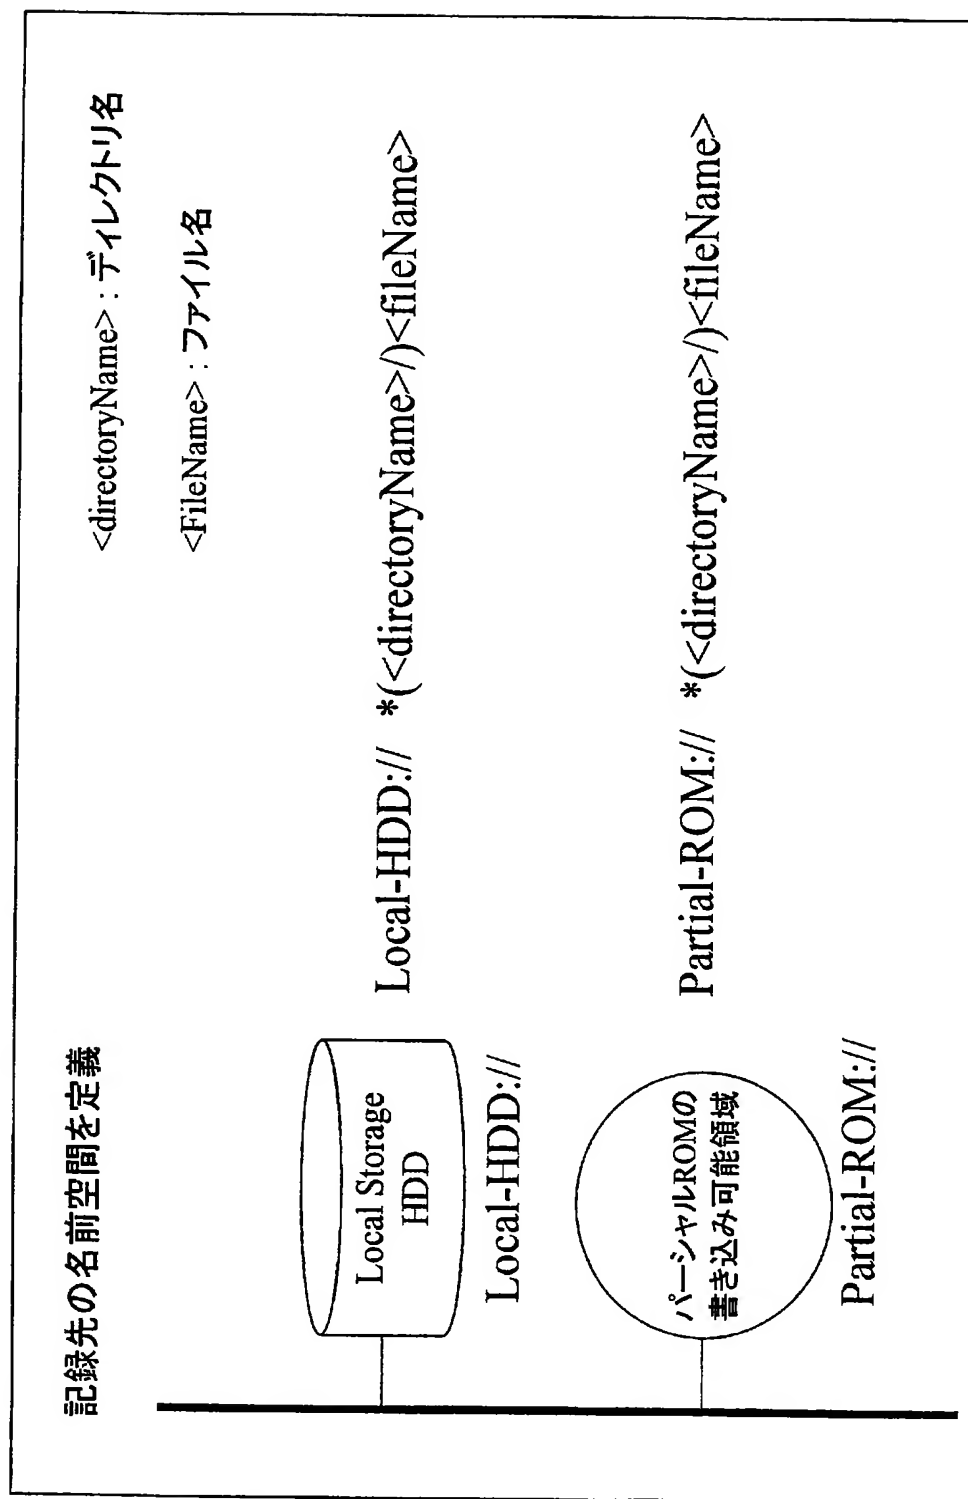 記録先の名前空間を定義
<directoryName> : ディレクトリ名
<FileName> : ファイル名
Local Storage
HDD
Local-HDD://
Local-HDD:// *(<directoryName>/)<fileName>
パーシャルROMの
書き込み可能領域
Partial-ROM://
Partial-ROM:// *(<directoryName>/)<fileName>